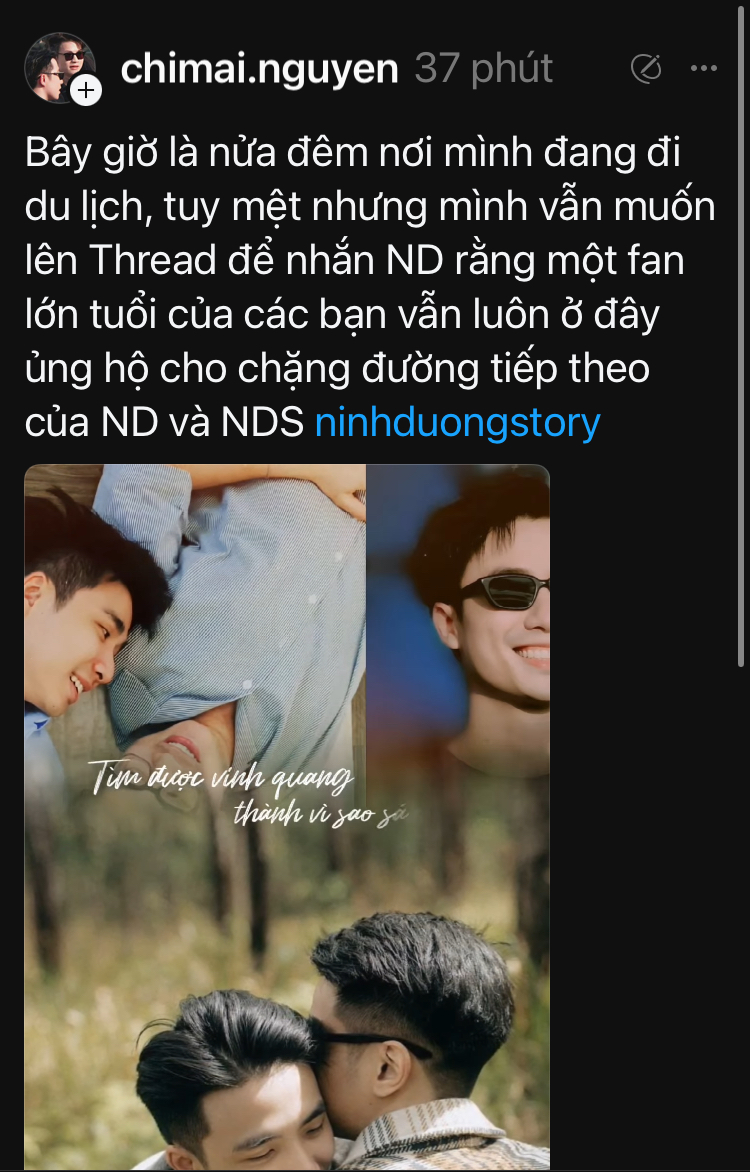 chimai.nguyen 37 phút
Bây giờ là nửa đêm nơi mình đang đi
du lịch, tuy mệt nhưng mình vẫn muốn
lên Thread để nhắn ND rằng một fan
lớn tuổi của các bạn vẫn luôn ở đây
ủng hộ cho chặng đường tiếp theo
của ND và NDS ninhduongstory
Tìm được vinh quang
thành vì sao sá